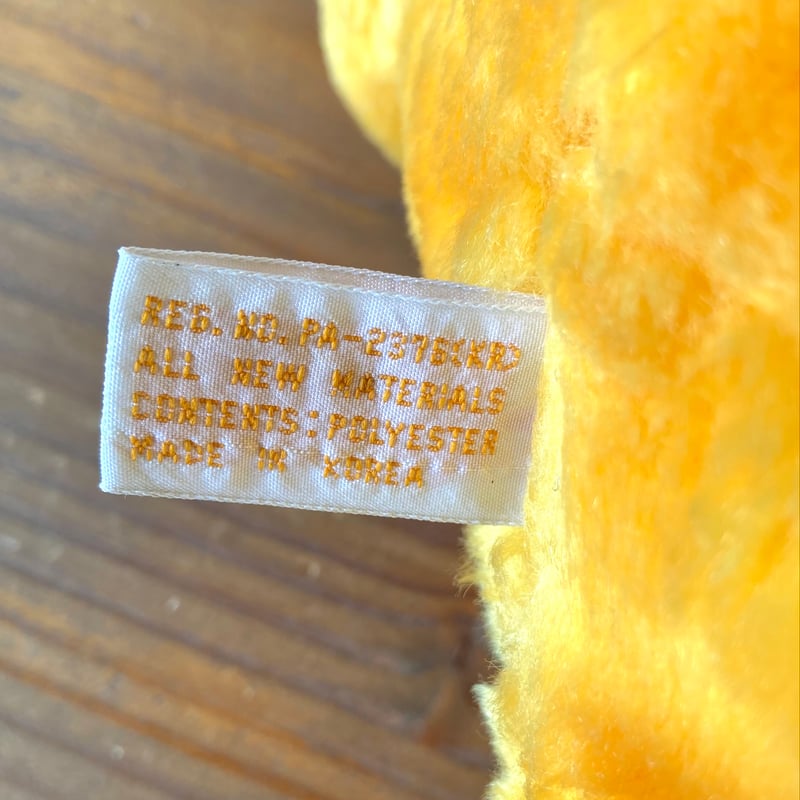 REG. NO. PA-2376(KR)
ALL NEW MATERIALS
CONTENTS: POLYESTER
MADE IN KOREA